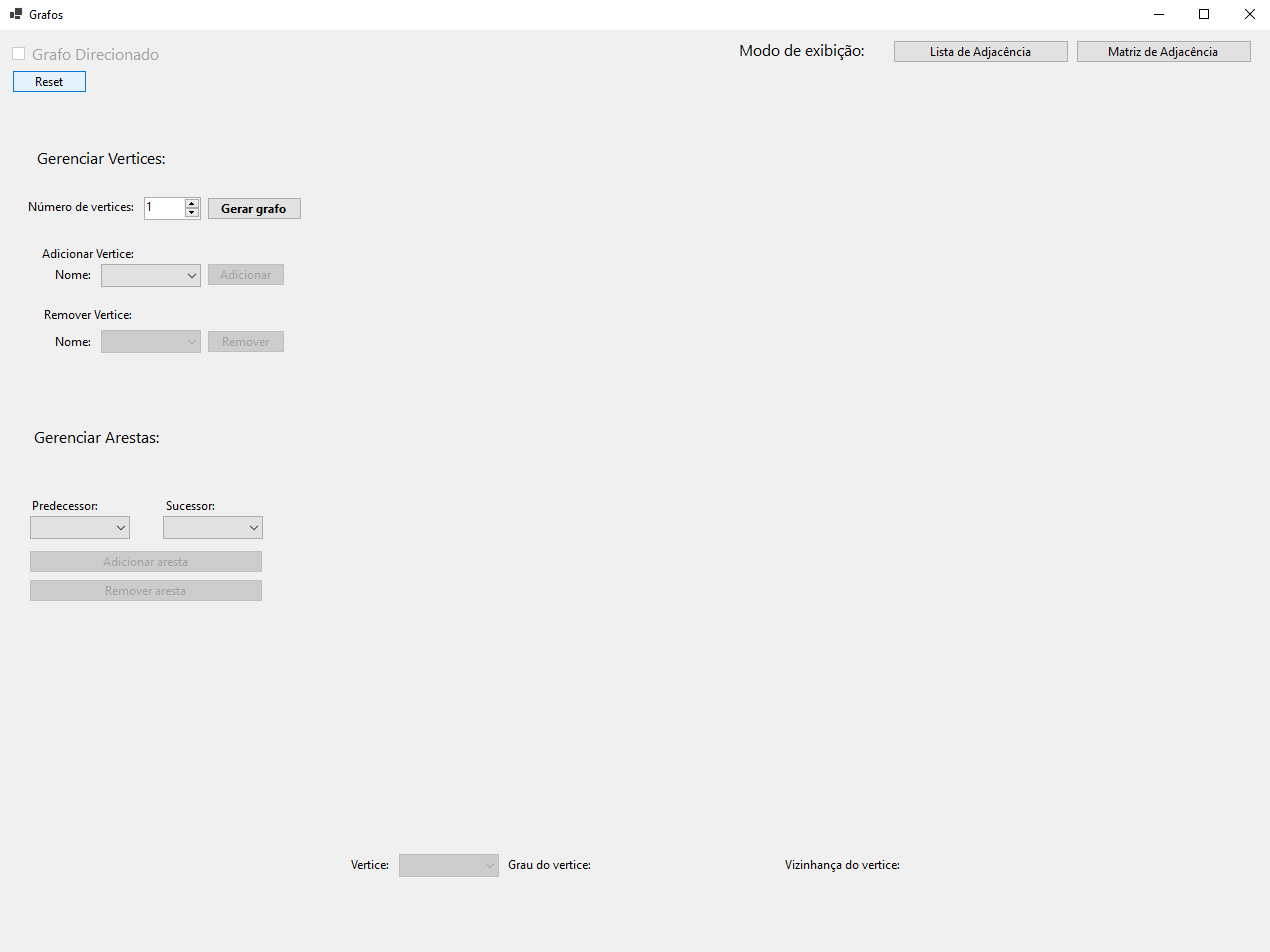 Grafos
Grafo Direcionado
Modo de exibição:
Lista de Adjacência
Matriz de Adjacência
Reset
Gerenciar Vertices:
Número de vertices:
1
Gerar grafo
Adicionar Vertice:
Nome:
Adicionar
Remover Vertice:
Nome:
Remover
Gerenciar Arestas:
Predecessor:
Sucessor:
Adicionar aresta
Remover aresta
Vertice:
Grau do vertice:
Vizinhança do vertice: